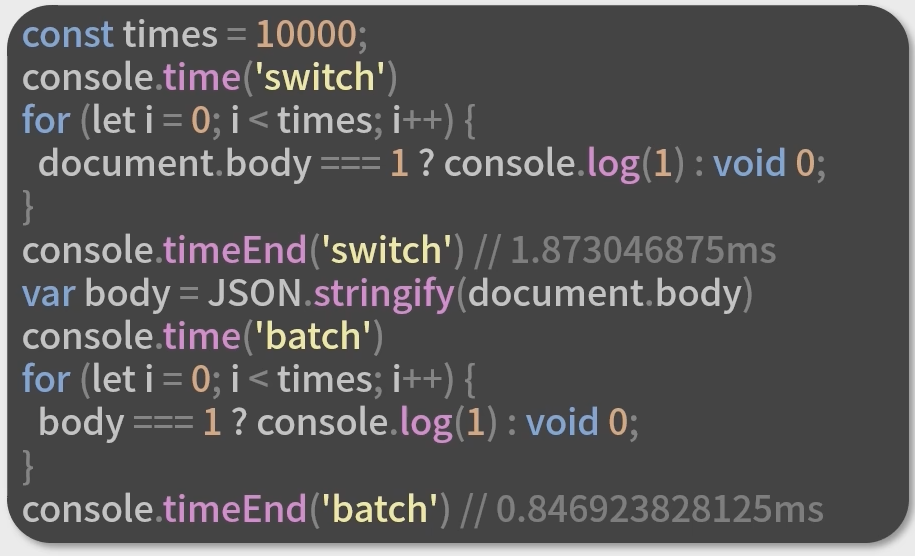 const times = 10000;
console.time('switch')
for (let i = 0; i < times; i++) {
  document.body === 1 ? console.log(1) : void 0;
}
console.timeEnd('switch') // 1.873046875ms
var body = JSON.stringify(document.body)
console.time('batch')
for (let i = 0; i < times; i++) {
  body === 1 ? console.log(1) : void 0;
}
console.timeEnd('batch') // 0.846923828125ms